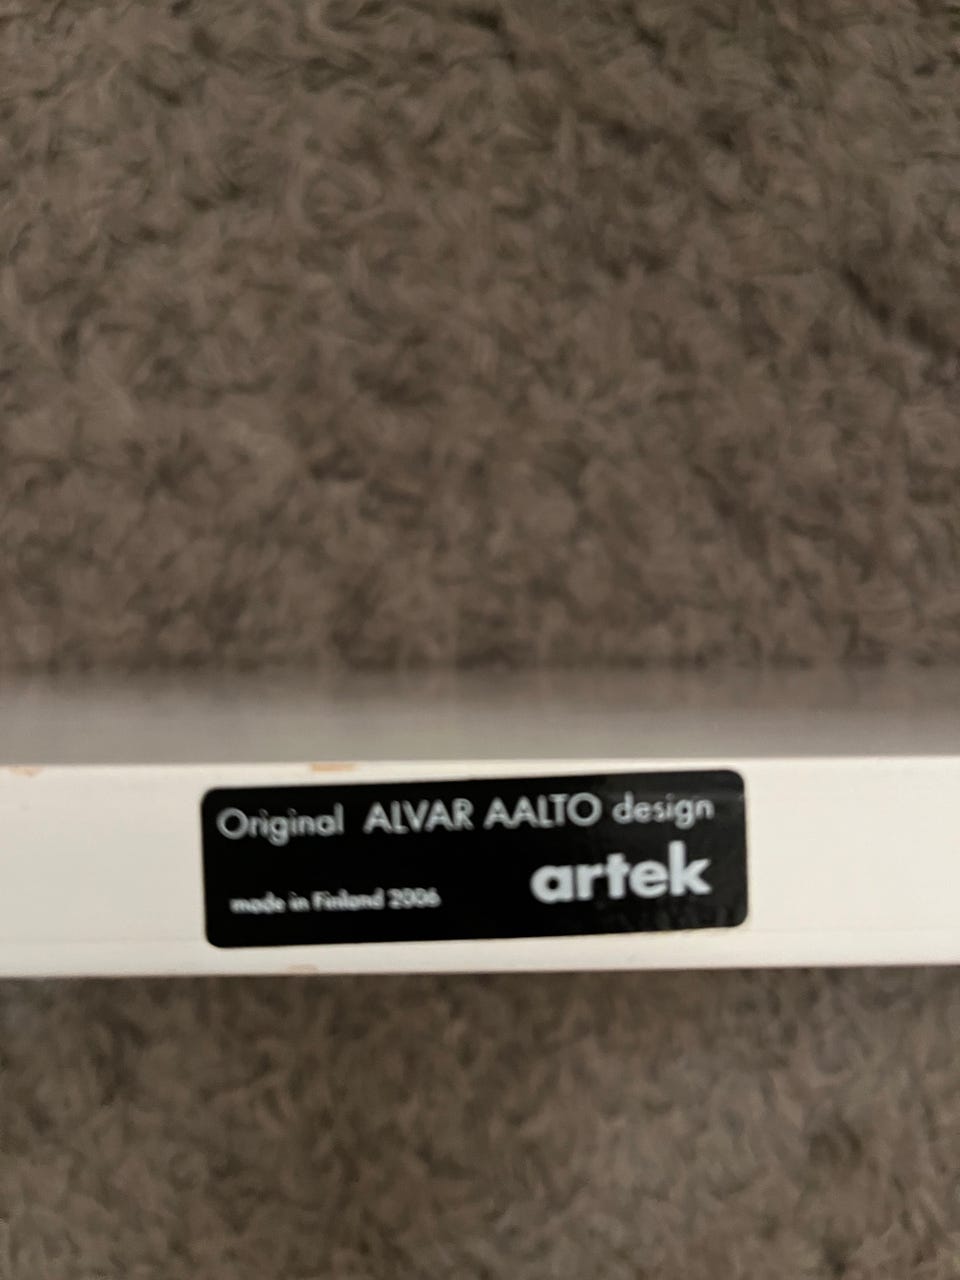 Original ALVAR AALTO design
artek
made in Finland 2006